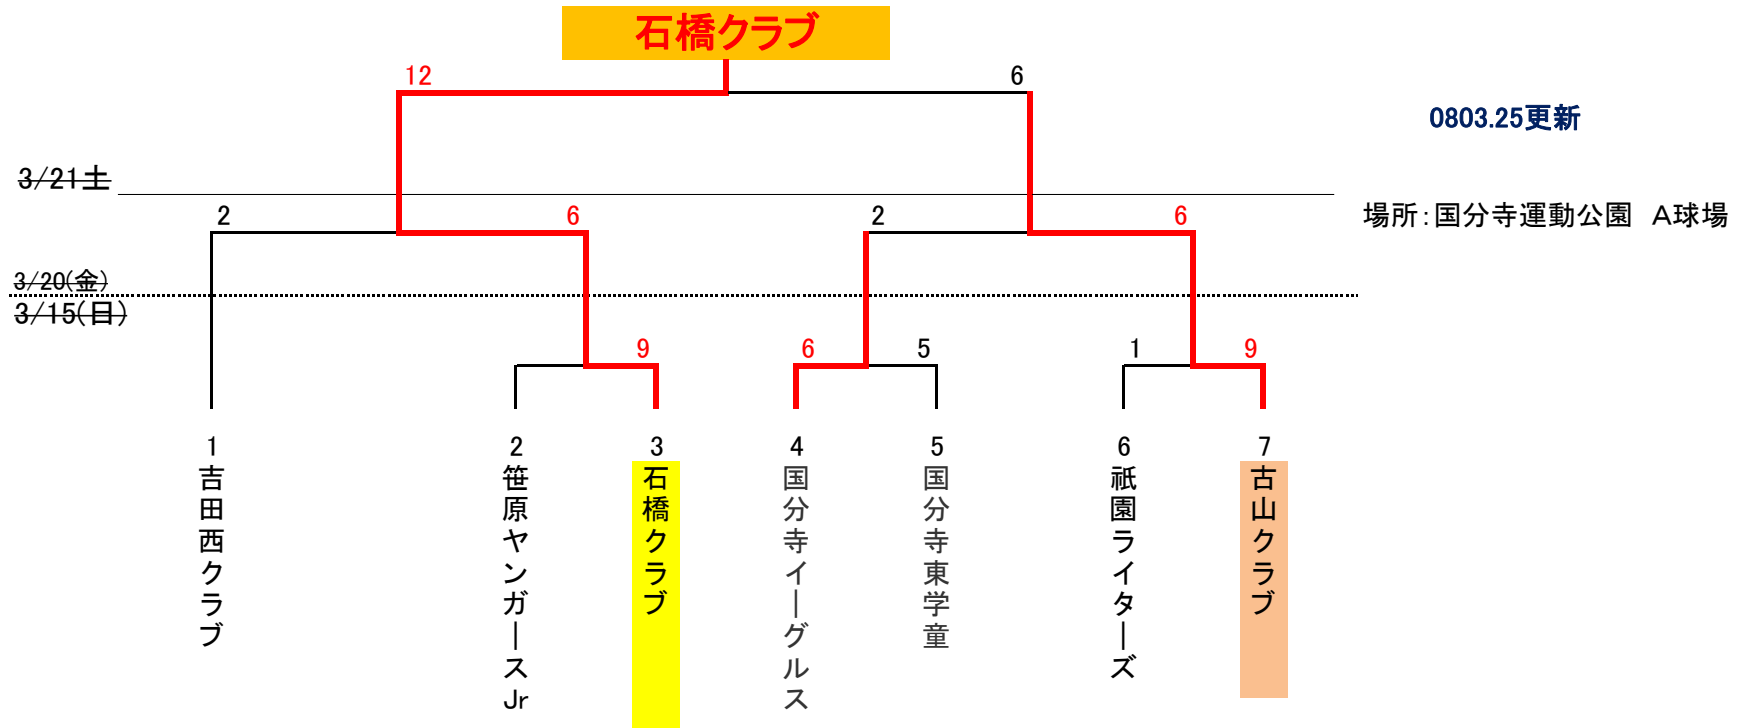 石橋クラブ
12
6
0803.25更新
3/21土
2
6
2
6
場所:国分寺運動公園　A球場
3/20(金)
3/15(日)
9
6
5
1
9
1
2
3
4
5
6
7
吉田西クラブ
笹原ヤンガースJr
石橋クラブ
国分寺イーグルス
国分寺東学童
祇園ライターズ
古山クラブ